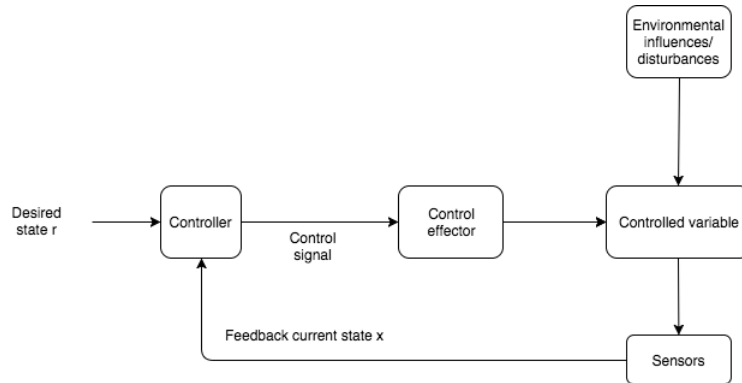 Environmental
influences/
disturbances
Desired
state r
Controller
Control
signal
Control
effector
Controlled variable
Feedback current state x
Sensors